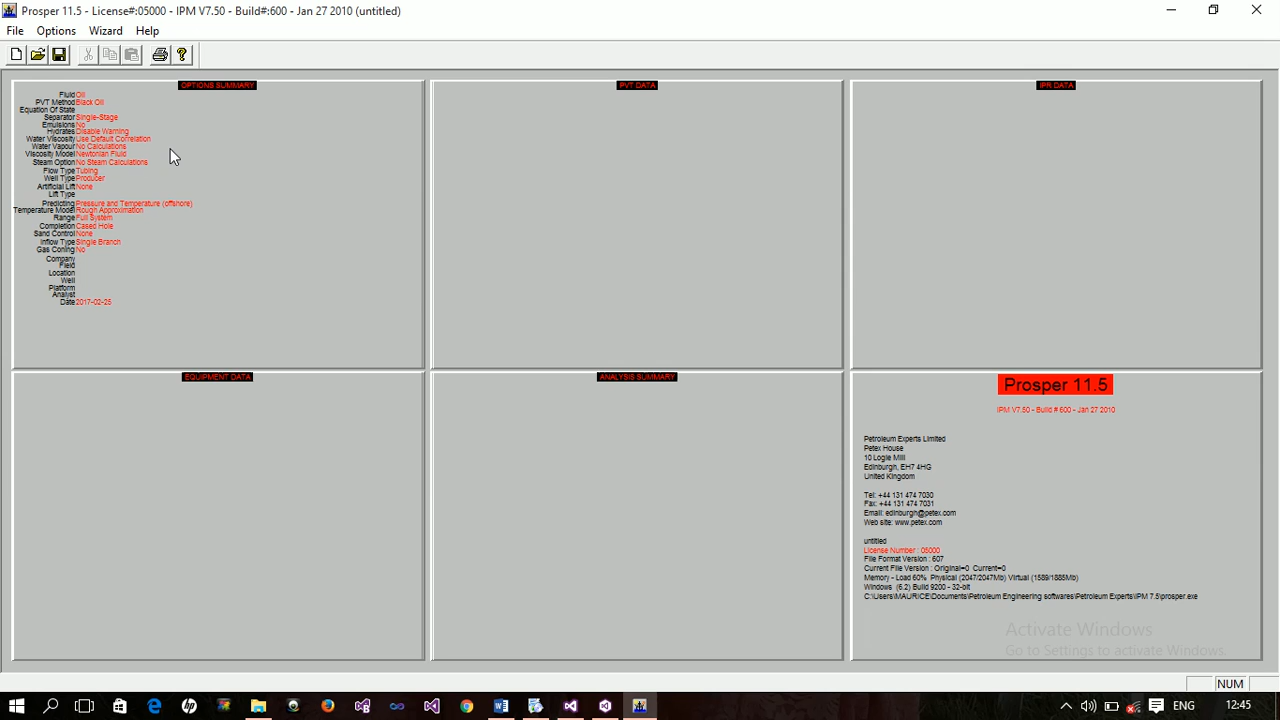 Prosper 11.5 - License#:05000 - IPM V7.50 - Build#:600 - Jan 27 2010 (untitled)
File Options Wizard Help
OPTIONS SUMMARY
Fluid Oil
PVT Method Black Oil
Equation Of State
Separator Single-Stage
Emulsions No
Hydrates Disable Warning
Water Viscosity Use Default Correlation
Water Vapour No Calculations
Viscosity Model Newtonian Fluid
Steam Option No Steam Calculations
Flow Type Tubing
Well Type Producer
Artificial Lift None
Lift Type
Predicting Pressure and Temperature (offshore)
Temperature Model Rough Approximation
Range Full System
Completion Cased Hole
Sand Control None
Inflow Type Single Branch
Gas Coning No
Company
Field
Location
Well
Platform
Analyst
Date 2017-02-25
PVT DATA
IPR DATA
EQUIPMENT DATA
ANALYSIS SUMMARY
Prosper 11.5
IPM V7.50 - Build # 600 - Jan 27 2010
Petroleum Experts Limited
Petex House
10 Logie Mill
Edinburgh, EH7 4HG
United Kingdom
Tel: +44 131 474 7030
Fax: +44 131 474 7031
Email: edinburgh@petex.com
Web site: www.petex.com
untitled
License Number : 05000
File Format Version : 607
Current File Version : Original=0 Current=0
Memory - Load 60% Physical (2047/2047Mb) Virtual (1589/1885Mb)
Windows (6.2) Build 9200 - 32-bit
C:\Users\MAURICE\Documents\Petroleum Engineering softwares\Petroleum Experts\IPM 7.5\prosper.exe
Activate Windows
Go to Settings to activate Windows.
NUM
ENG
12:45